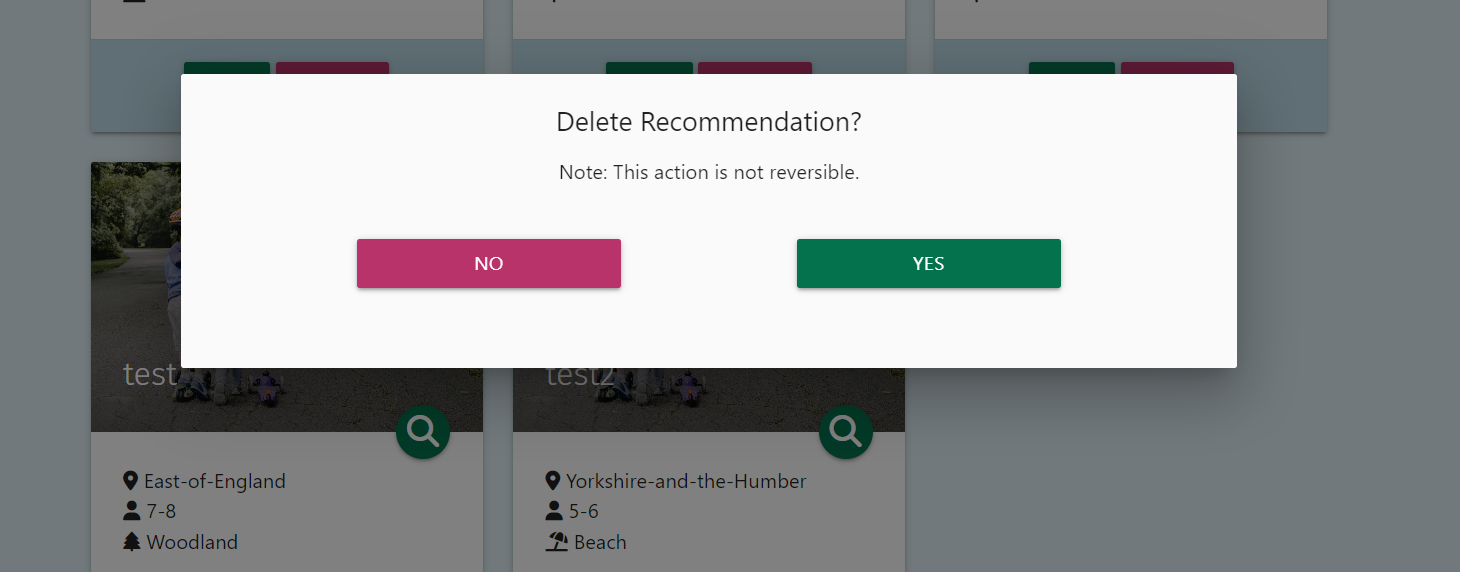 Delete Recommendation?
Note: This action is not reversible.
NO
YES
test
test2
East-of-England
Yorkshire-and-the-Humber
7-8
5-6
Woodland
Beach